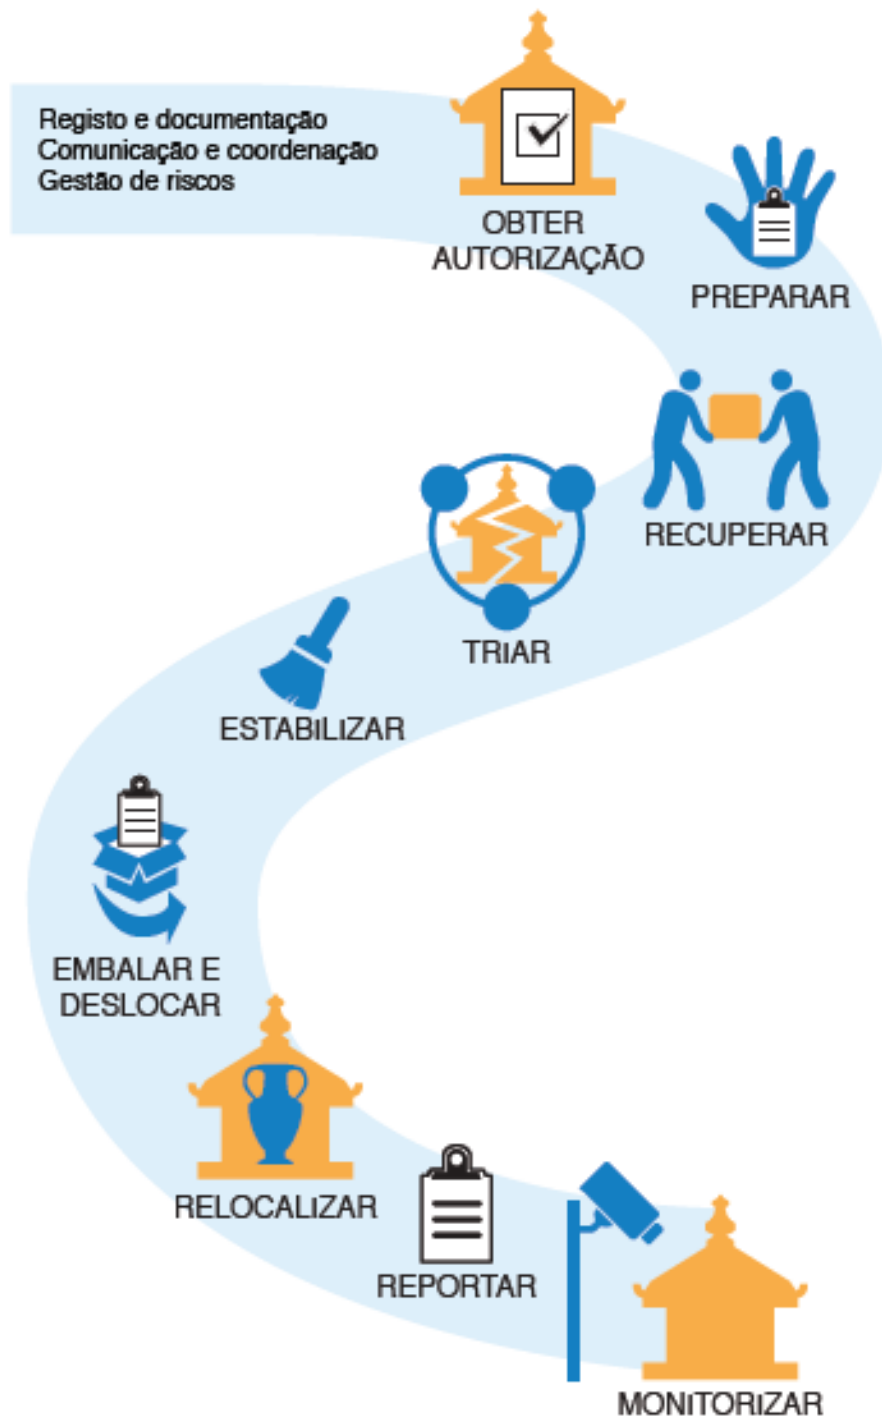 Registo e documentação
Comunicação e coordenação
Gestão de riscos
OBTER
AUTORIZAÇÃO
PREPARAR
RECUPERAR
TRIAR
ESTABILIZAR
EMBALAR E
DESLOCAR
RELOCALIZAR
REPORTAR
MONITORIZAR